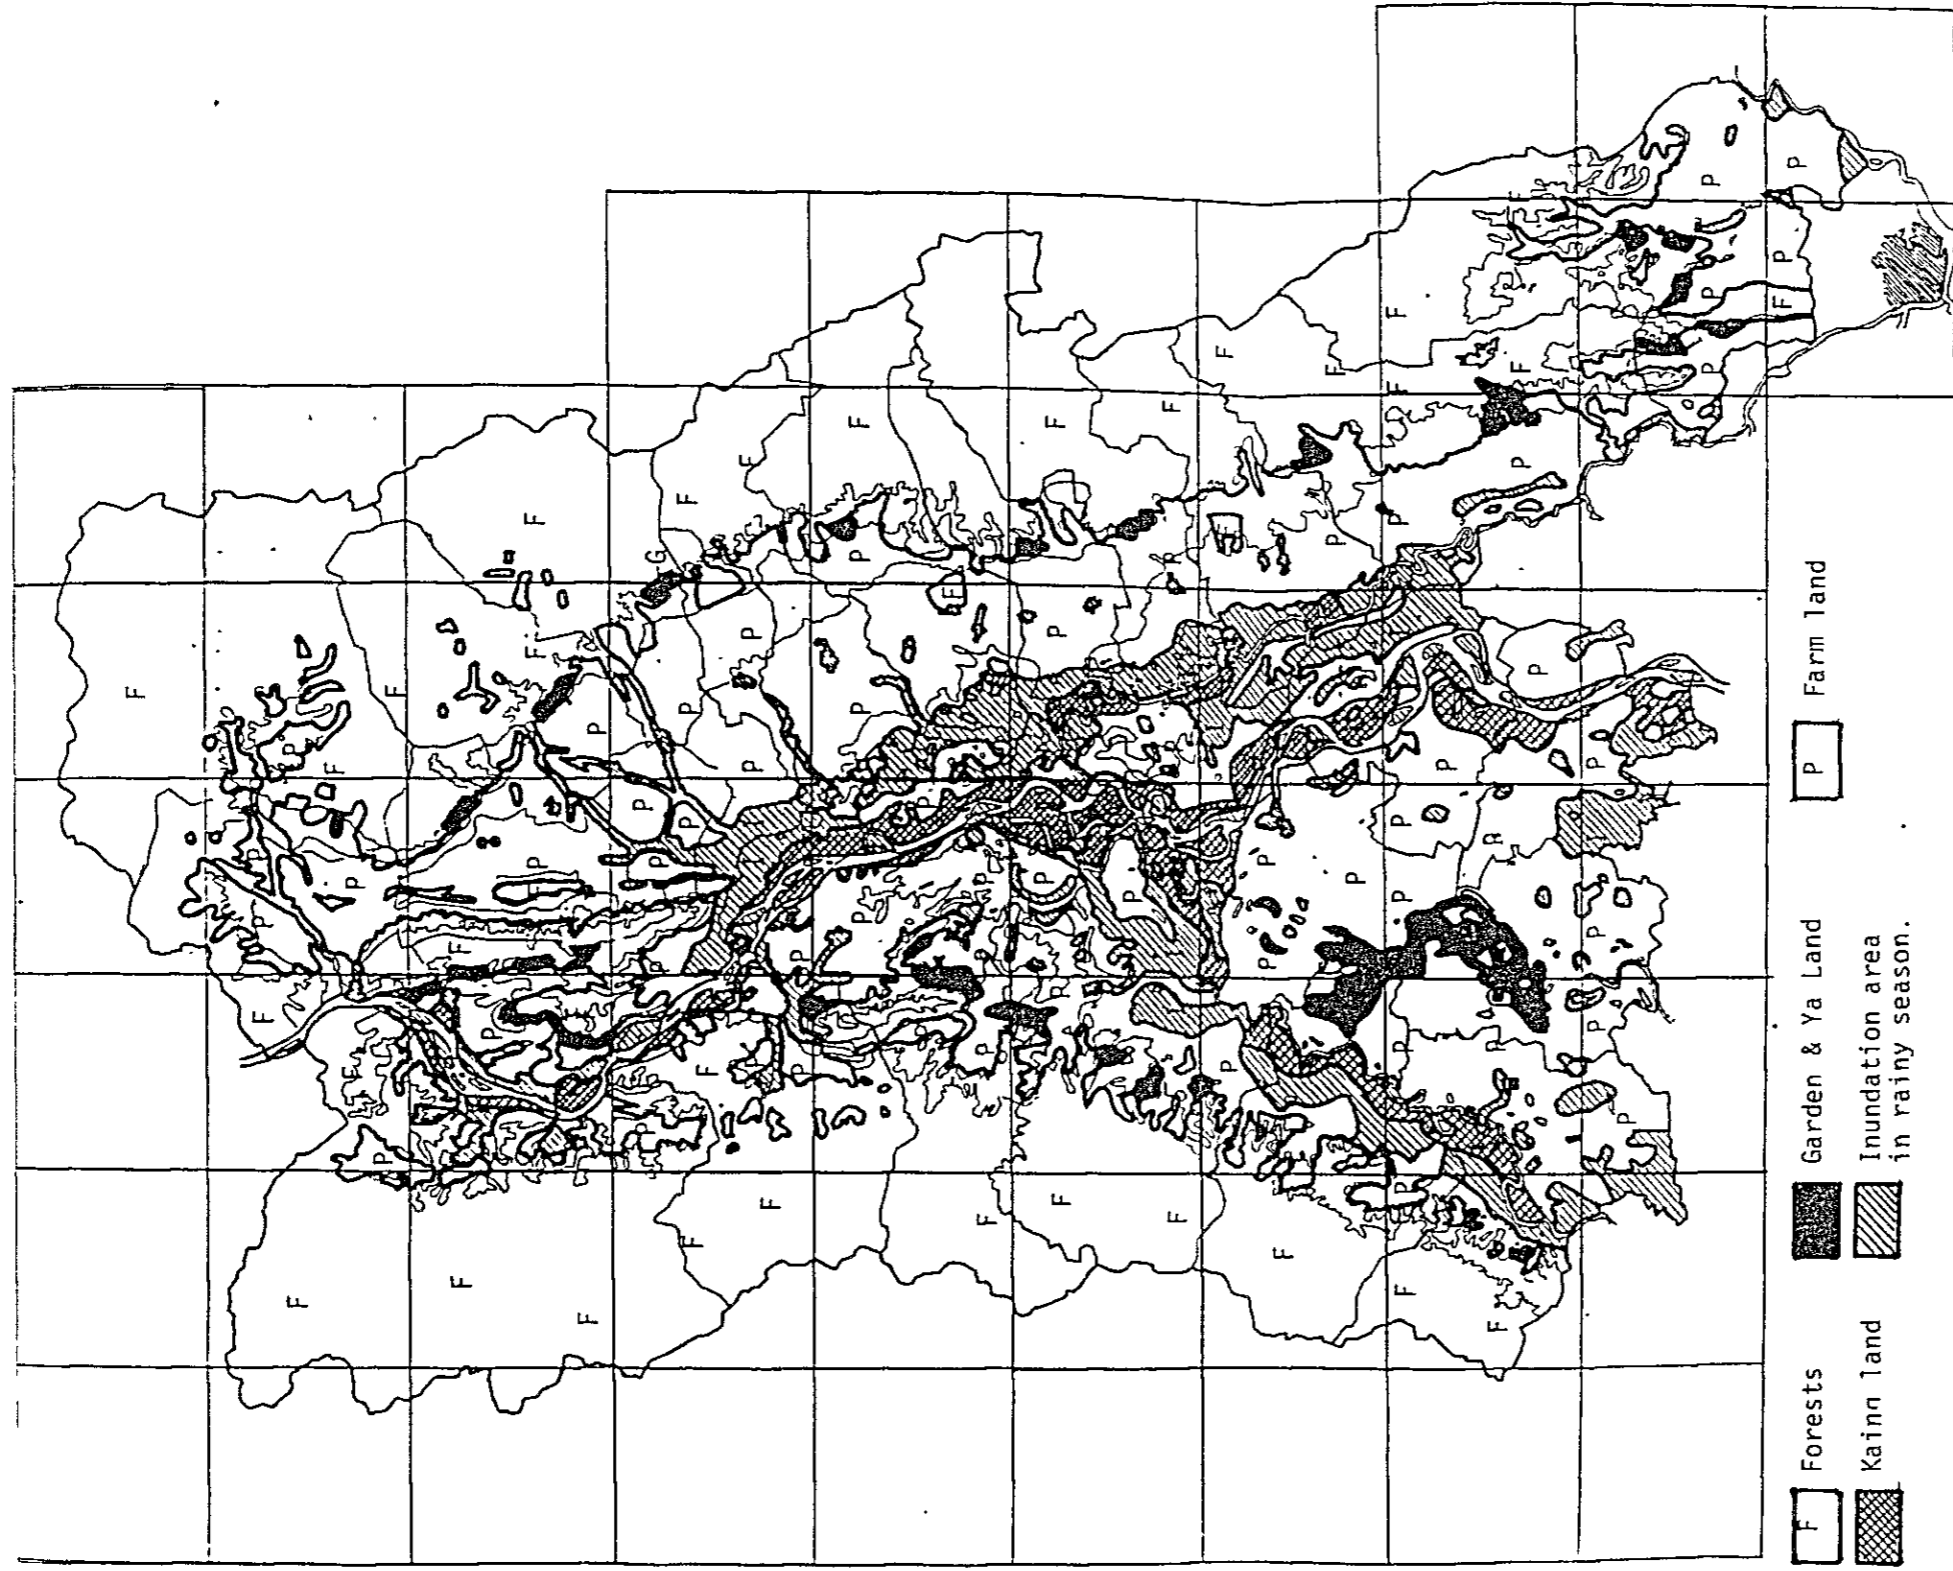 F Forests
Garden & Ya Land
P Farm land
Kainn land
Inundation area
in rainy season.
G